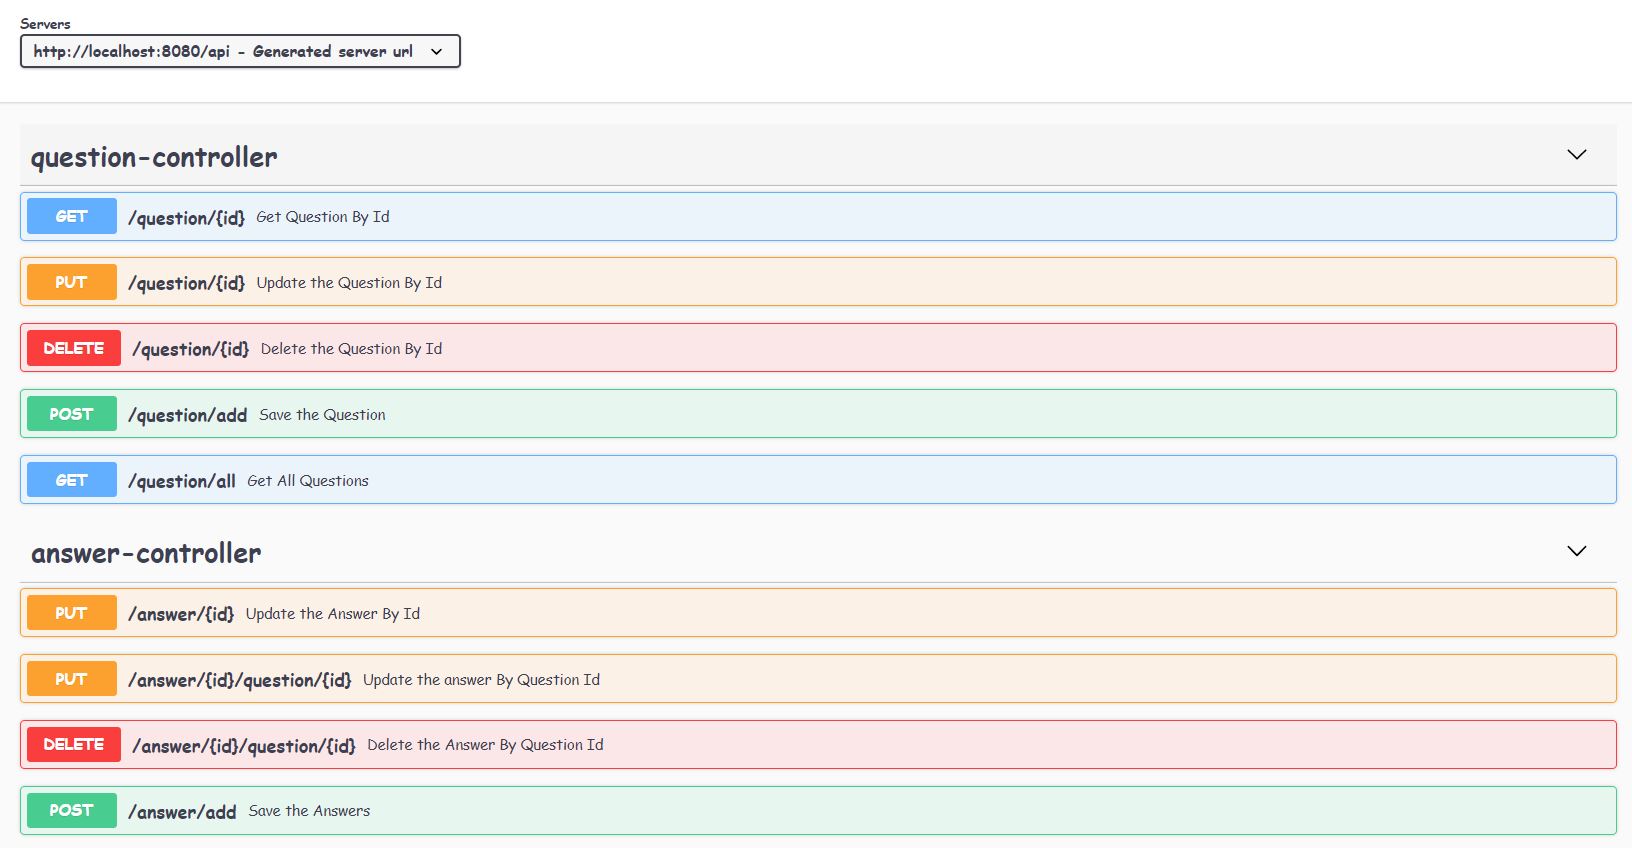 Servers
http://localhost:8080/api - Generated server url
question-controller
GET /question/{id} Get Question By Id
PUT /question/{id} Update the Question By Id
DELETE /question/{id} Delete the Question By Id
POST /question/add Save the Question
GET /question/all Get All Questions
answer-controller
PUT /answer/{id} Update the Answer By Id
PUT /answer/{id}/question/{id} Update the answer By Question Id
DELETE /answer/{id}/question/{id} Delete the Answer By Question Id
POST /answer/add Save the Answers